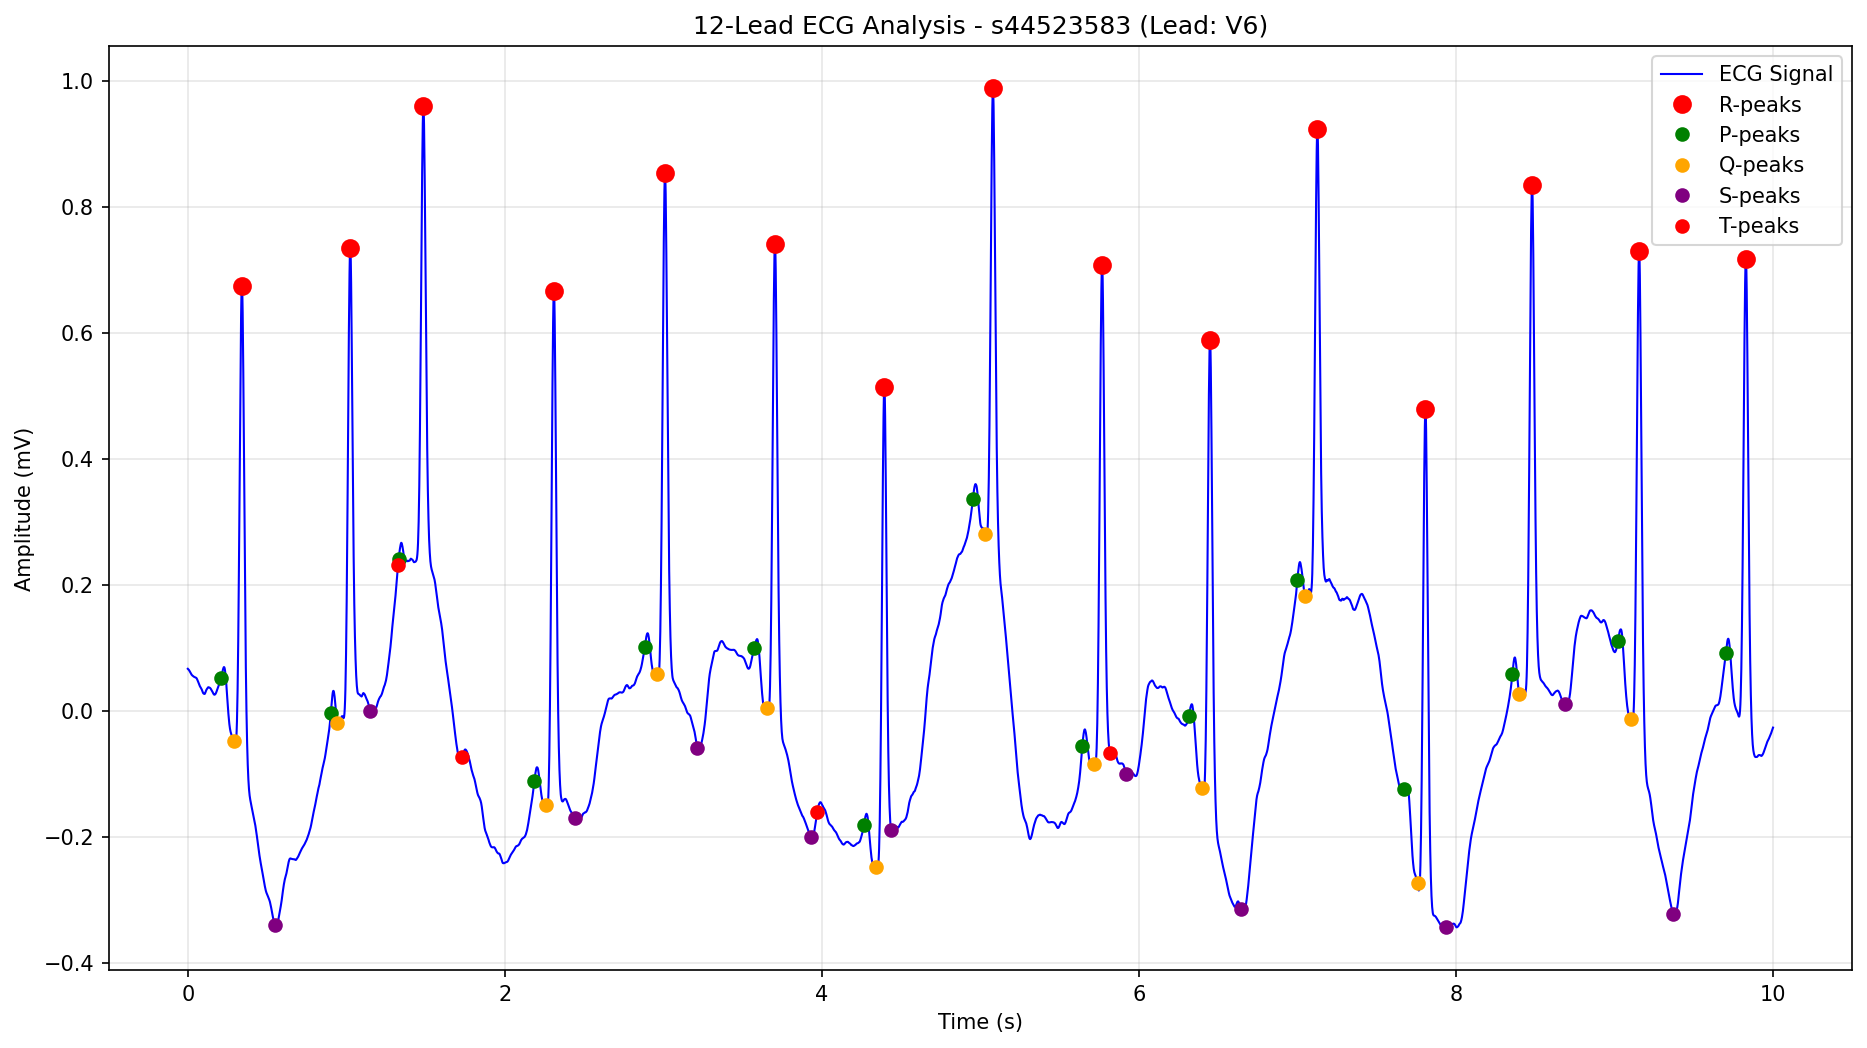 12-Lead ECG Analysis - s44523583 (Lead: V6)
ECG Signal
R-peaks
P-peaks
Q-peaks
S-peaks
T-peaks
Amplitude (mV)
1.0
0.8
0.6
0.4
0.2
0.0
−0.2
−0.4
0 2 4 6 8 10
Time (s)